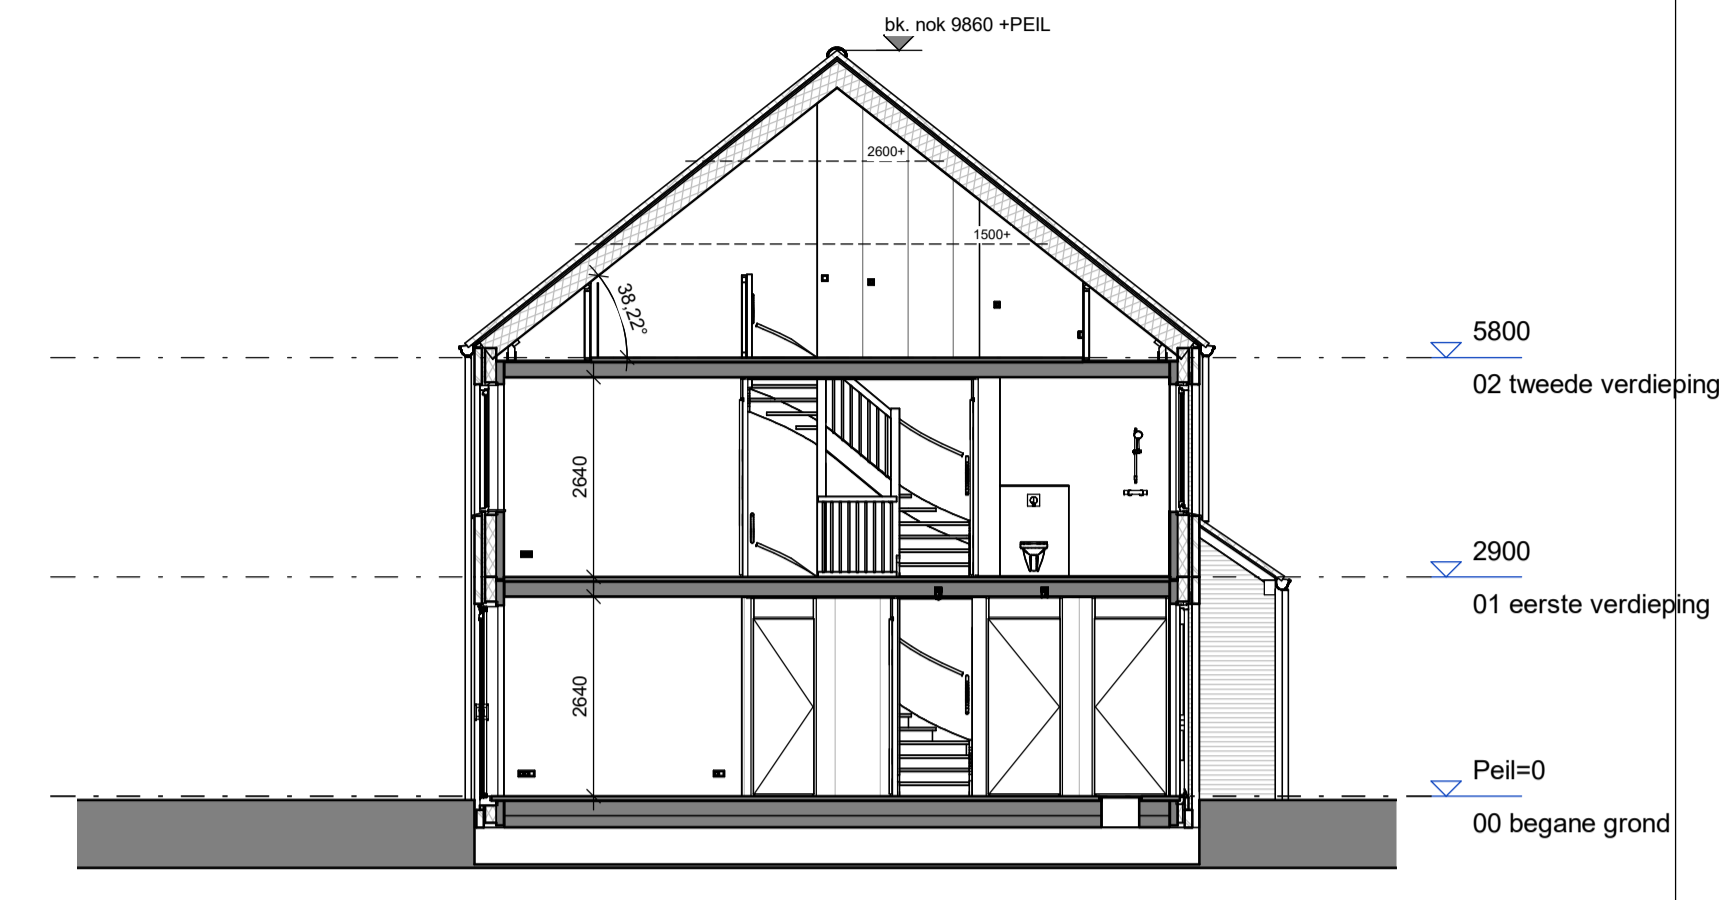 bk. nok 9860 +PEIL
2600+
1500+
38,22°
5800
02 tweede verdieping
2640
2900
01 eerste verdieping
2640
Peil=0
00 begane grond